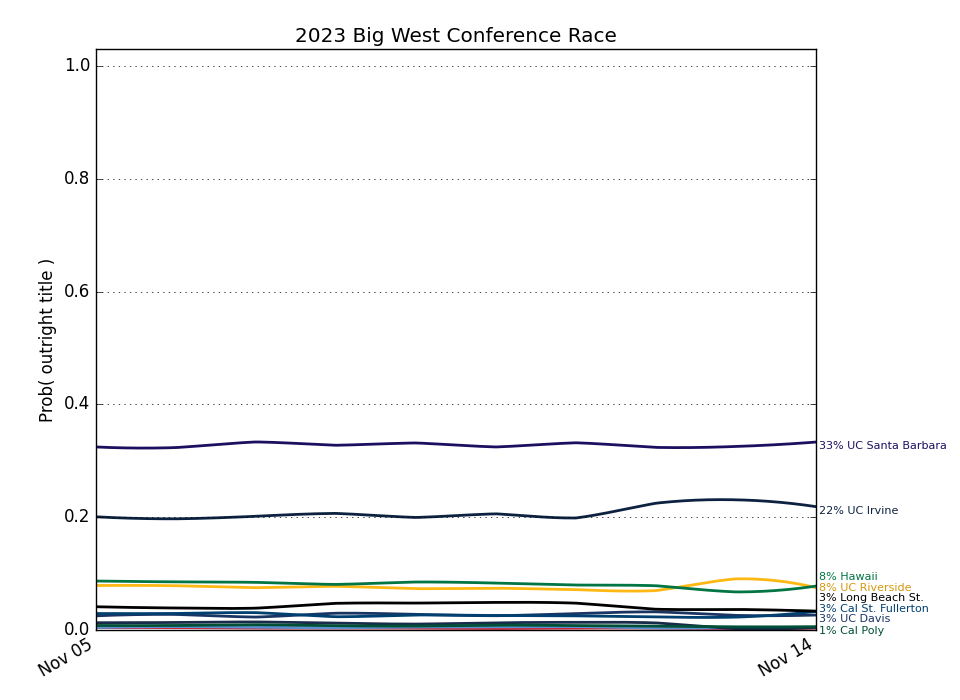 2023 Big West Conference Race
Prob( outright title )
1.0
0.8
0.6
0.4
0.2
0.0
33% UC Santa Barbara
22% UC Irvine
8% Hawaii
8% UC Riverside
3% Long Beach St.
3% Cal St. Fullerton
3% UC Davis
1% Cal Poly
Nov 05
Nov 14